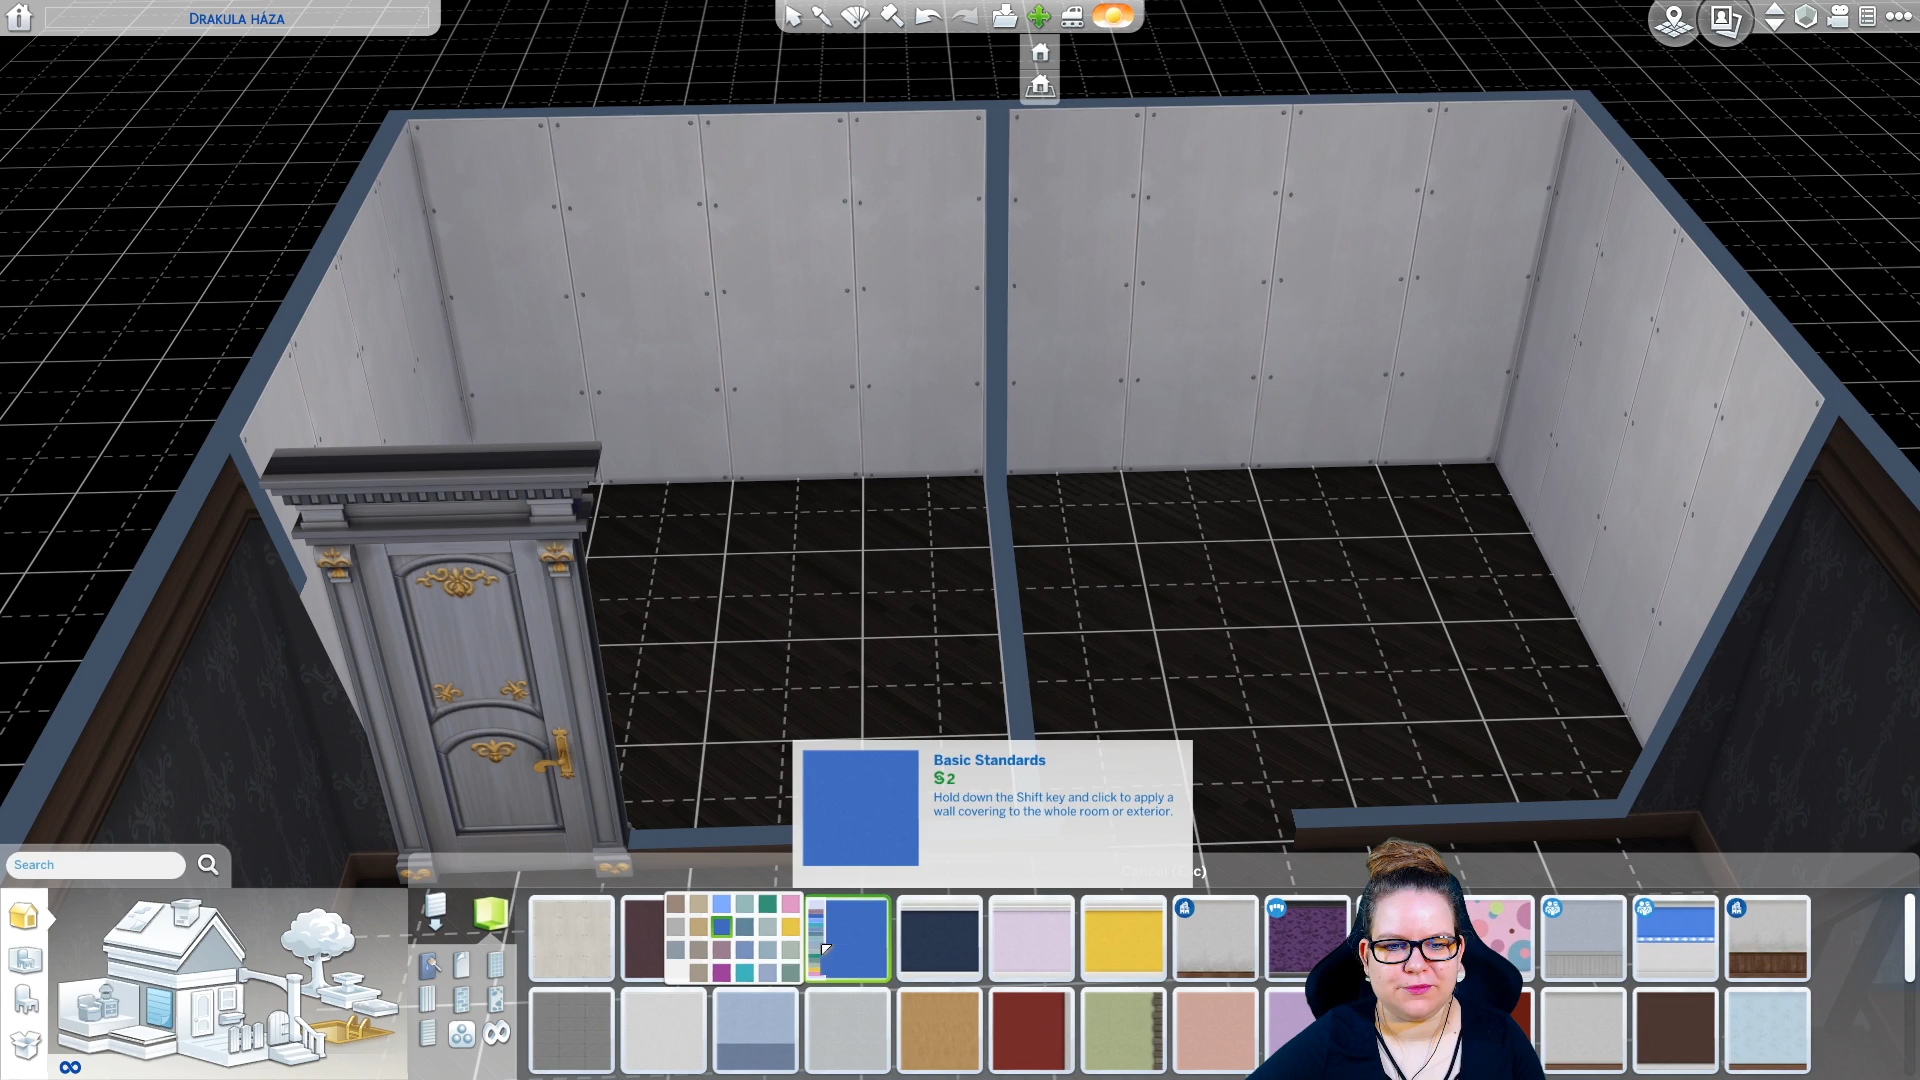 DRAKULA HÁZA
Basic Standards
§2
Hold down the Shift key and click to apply a
wall covering to the whole room or exterior.
Search